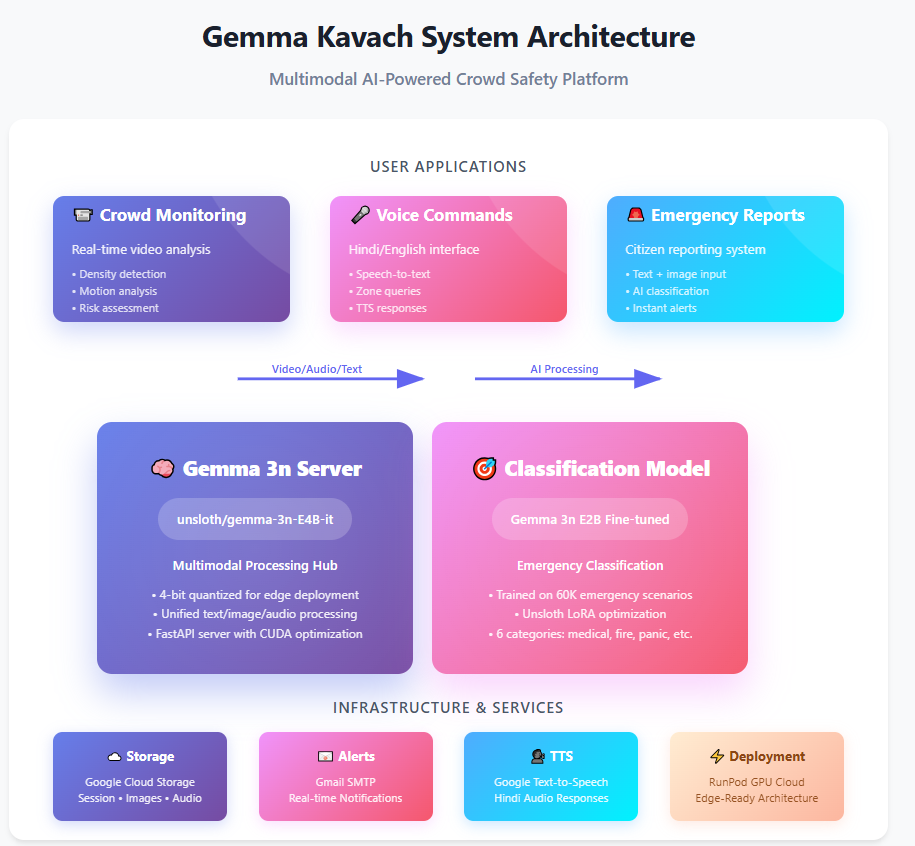 Gemma Kavach System Architecture
Multimodal AI-Powered Crowd Safety Platform
USER APPLICATIONS
Crowd Monitoring
Real-time video analysis
• Density detection
• Motion analysis
• Risk assessment
Voice Commands
Hindi/English interface
• Speech-to-text
• Zone queries
• TTS responses
Emergency Reports
Citizen reporting system
• Text + image input
• AI classification
• Instant alerts
Video/Audio/Text
AI Processing
Gemma 3n Server
unsloth/gemma-3n-E4B-it
Multimodal Processing Hub
• 4-bit quantized for edge deployment
• Unified text/image/audio processing
• FastAPI server with CUDA optimization
Classification Model
Gemma 3n E2B Fine-tuned
Emergency Classification
• Trained on 60K emergency scenarios
• Unsloth LoRA optimization
• 6 categories: medical, fire, panic, etc.
INFRASTRUCTURE & SERVICES
Storage
Google Cloud Storage
Session • Images • Audio
Alerts
Gmail SMTP
Real-time Notifications
TTS
Google Text-to-Speech
Hindi Audio Responses
Deployment
RunPod GPU Cloud
Edge-Ready Architecture